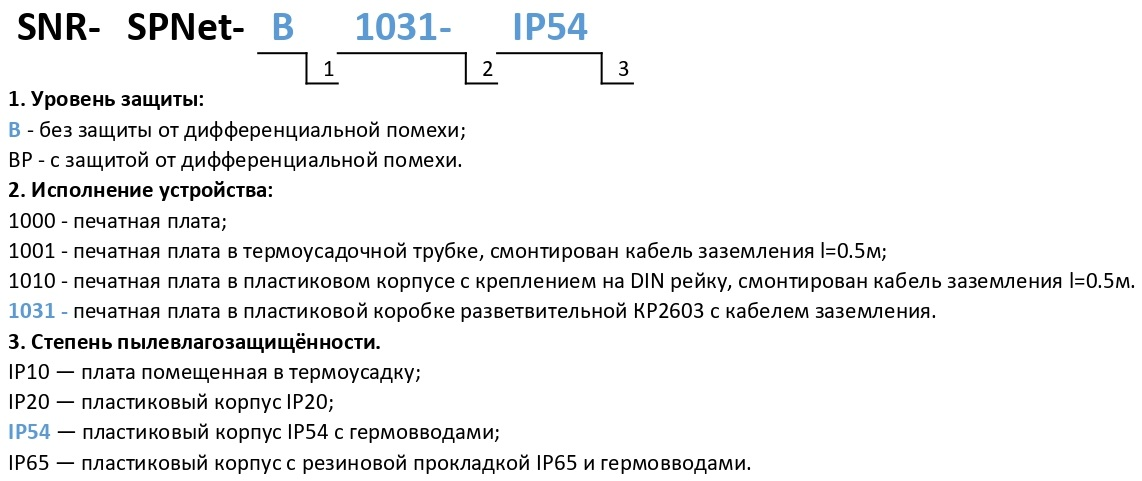 SNR- SPNet- B 1031- IP54
1 2 3
1. Уровень защиты:
B - без защиты от дифференциальной помехи;
BP - с защитой от дифференциальной помехи.
2. Исполнение устройства:
1000 - печатная плата;
1001 - печатная плата в термоусадочной трубке, смонтирован кабель заземления l=0.5м;
1010 - печатная плата в пластиковом корпусе с креплением на DIN рейку, смонтирован кабель заземления l=0.5м.
1031 - печатная плата в пластиковой коробке разветвительной КР2603 с кабелем заземления.
3. Степень пылевлагозащищённости.
IP10 — плата помещенная в термоусадку;
IP20 — пластиковый корпус IP20;
IP54 — пластиковый корпус IP54 с гермовводами;
IP65 — пластиковый корпус с резиновой прокладкой IP65 и гермовводами.